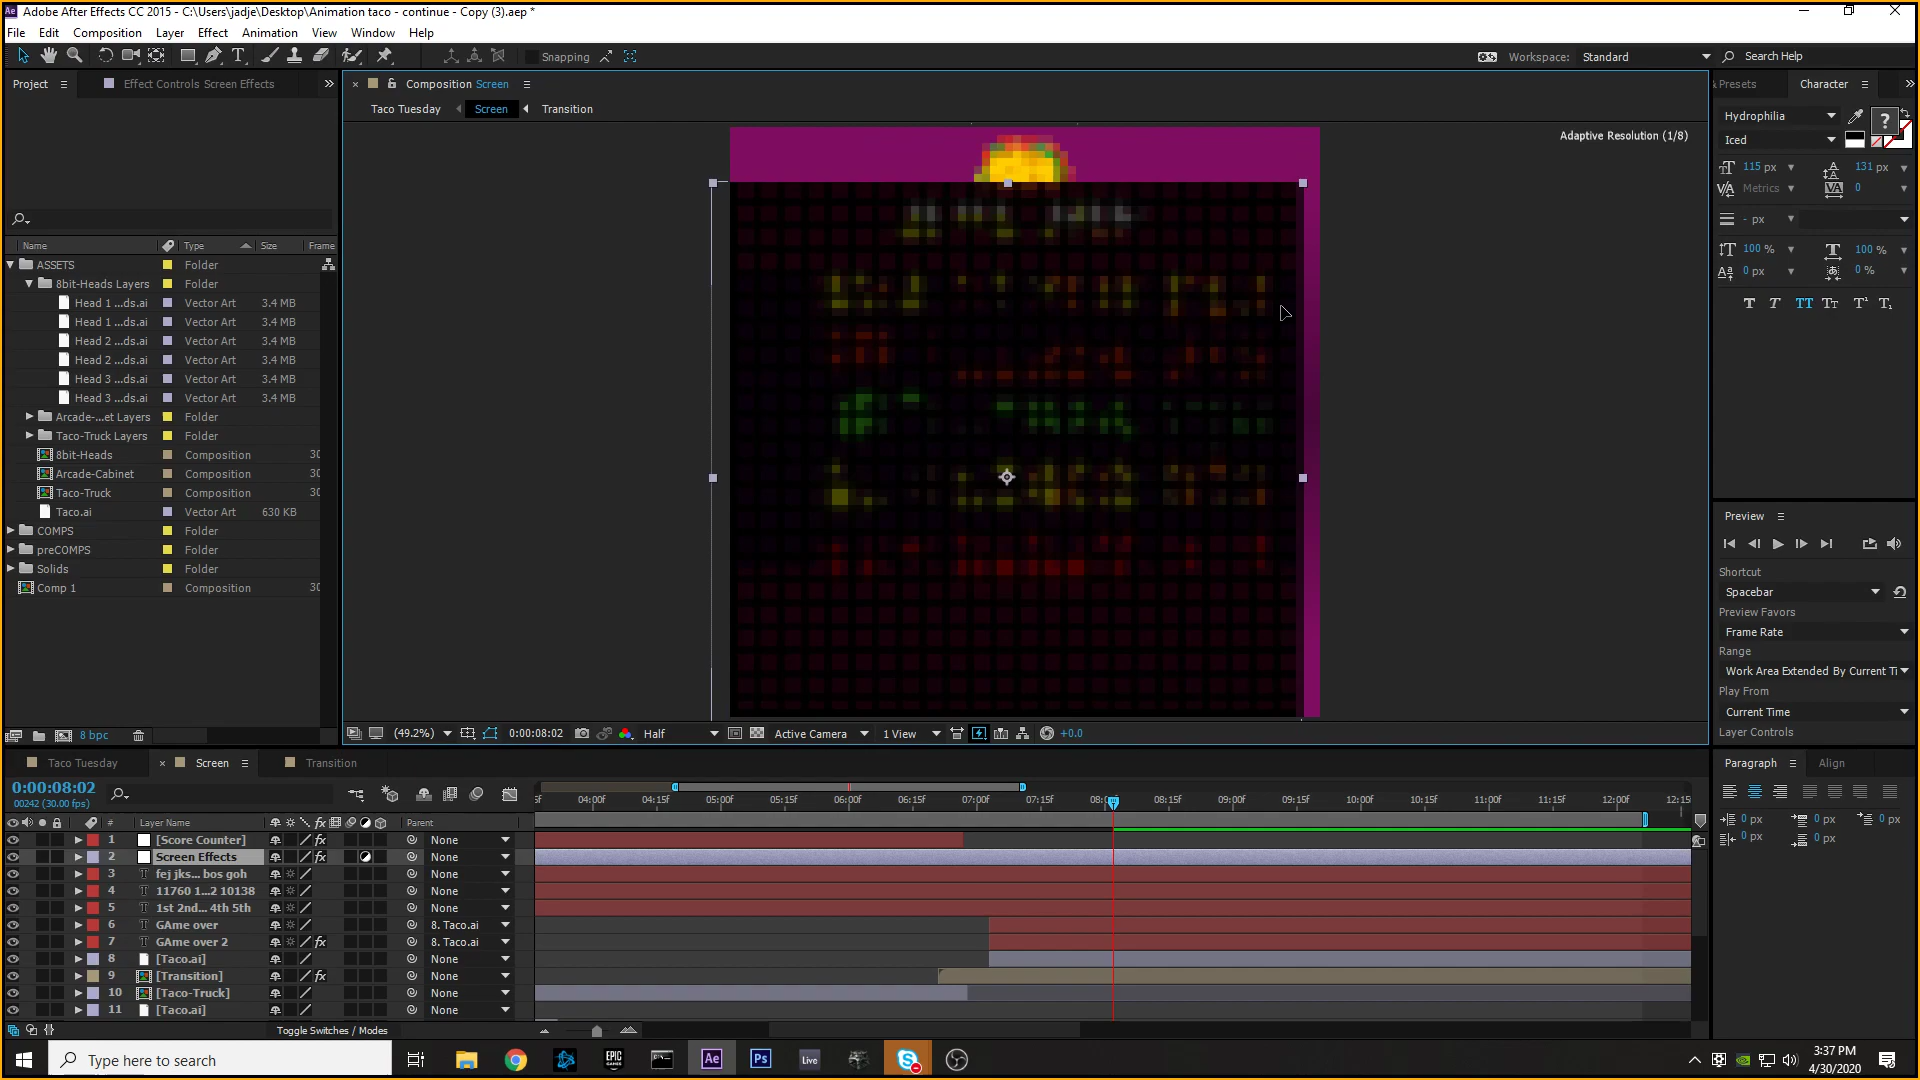 Adobe After Effects CC 2015 - C:\Users\jadje\Desktop\Animation taco - continue - Copy (3).aep *
File Edit Composition Layer Effect Animation View Window Help
Snapping
Workspace: Standard
Search Help
Project
Effect Controls Screen Effects
Composition Screen
Taco Tuesday Screen Transition
Adaptive Resolution (1/8)
Presets Character
Hydrophilia
Iced
115 px 131 px
Metrics 0
- px
100 % 100 %
0 px 0 %
Name Type Size Frame
ASSETS Folder
8bit-Heads Layers Folder
Head 1 ...ds.ai Vector Art 3.4 MB
Head 1 ...ds.ai Vector Art 3.4 MB
Head 2 ...ds.ai Vector Art 3.4 MB
Head 2 ...ds.ai Vector Art 3.4 MB
Head 3 ...ds.ai Vector Art 3.4 MB
Head 3 ...ds.ai Vector Art 3.4 MB
Arcade-...et Layers Folder
Taco-Truck Layers Folder
8bit-Heads Composition 30
Arcade-Cabinet Composition 30
Taco-Truck Composition 30
Taco.ai Vector Art 630 KB
COMPS Folder
preCOMPS Folder
Solids Folder
Comp 1 Composition 30
8 bpc
(49.2%) 0:00:08:02 Half Active Camera 1 View +0.0
Preview
Shortcut
Spacebar
Preview Favors
Frame Rate
Range
Work Area Extended By Current Ti
Play From
Current Time
Layer Controls
Taco Tuesday Screen Transition
0:00:08:02
00242 (30.00 fps)
04:00f 04:15f 05:00f 05:15f 06:00f 06:15f 07:00f 07:15f 08:15f 09:00f 09:15f 10:00f 10:15f 11:00f 11:15f 12:00f 12:15
# Layer Name Parent
1 [Score Counter] None
2 Screen Effects None
3 fej jks... bos goh None
4 11760 1...2 10138 None
5 1st 2nd... 4th 5th None
6 GAme over 8. Taco.ai
7 GAme over 2 8. Taco.ai
8 [Taco.ai] None
9 [Transition] None
10 [Taco-Truck] None
11 [Taco.ai] None
Toggle Switches / Modes
Paragraph Align
0 px 0 px 0 px
0 px 0 px
Type here to search
Live
3:37 PM
4/30/2020